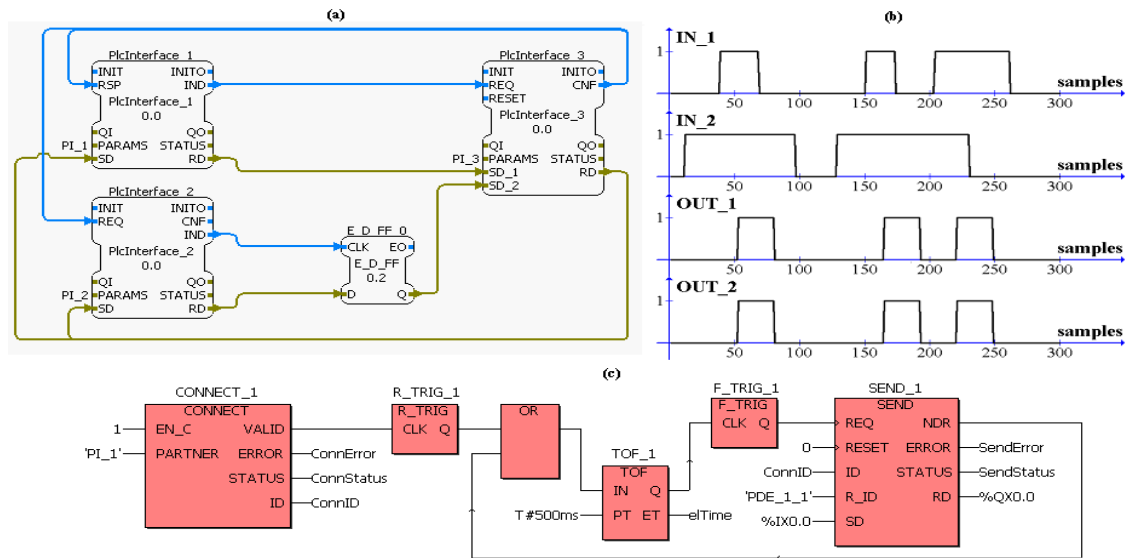 (a)
PlcInterface_1
INIT INITO
RSP IND
PlcInterface_1
0.0
QI QO
PI_1 PARAMS STATUS
SD RD
PlcInterface_2
INIT INITO
REQ CNF
IND
PlcInterface_2
0.0
QI QO
PI_2 PARAMS STATUS
SD RD
E_D_FF_0
CLK EO
E_D_FF
0.2
D Q
PlcInterface_3
INIT INITO
REQ CNF
RESET
PlcInterface_3
0.0
QI QO
PI_3 PARAMS STATUS
SD_1 RD
SD_2
(b)
IN_1
1
samples
50 100 150 200 250 300
IN_2
1
samples
50 100 150 200 250 300
OUT_1
1
samples
50 100 150 200 250 300
OUT_2
1
samples
50 100 150 200 250 300
(c)
CONNECT_1
CONNECT
1 EN_C VALID
'PI_1' PARTNER ERROR ConnError
STATUS ConnStatus
ID ConnID
R_TRIG_1
R_TRIG
CLK Q
OR
TOF_1
TOF
IN Q
T#500ms PT ET elTime
F_TRIG_1
F_TRIG
CLK Q
SEND_1
SEND
REQ NDR
0 RESET ERROR SendError
ConnID ID STATUS SendStatus
'PDE_1_1' R_ID RD %QX0.0
%IX0.0 SD